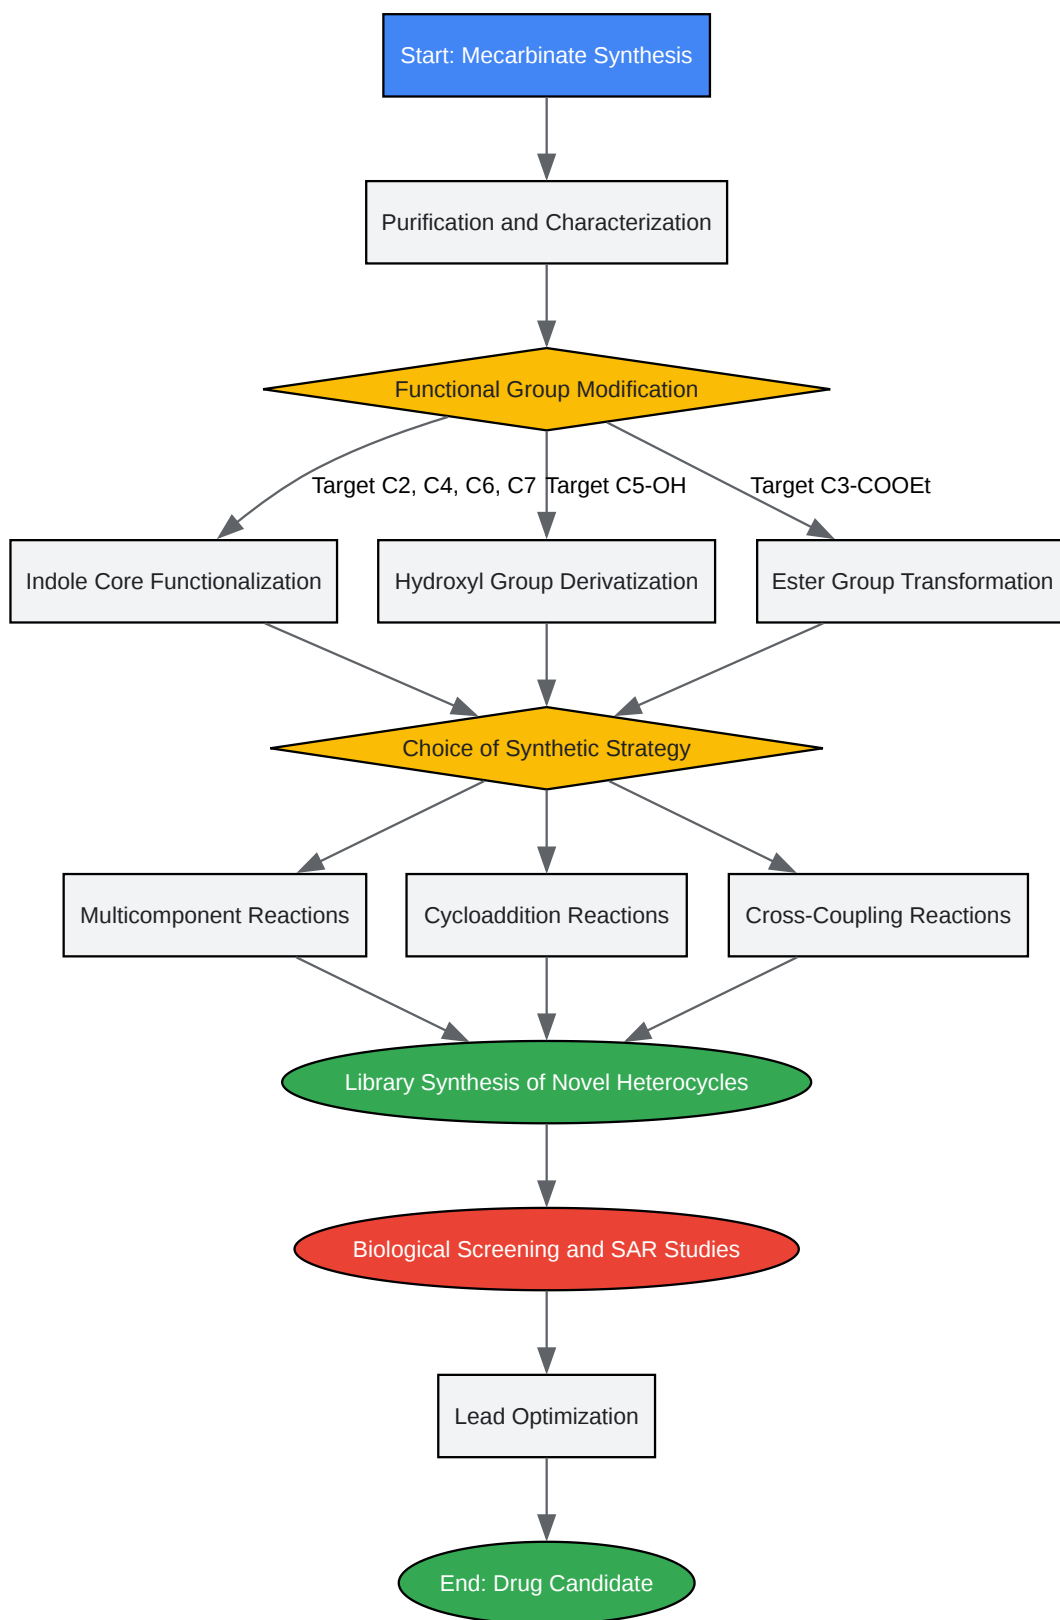 Start: Mecarbinate Synthesis
Purification and Characterization
Functional Group Modification
Target C2, C4, C6, C7
Target C5-OH
Target C3-COOEt
Indole Core Functionalization
Hydroxyl Group Derivatization
Ester Group Transformation
Choice of Synthetic Strategy
Multicomponent Reactions
Cycloaddition Reactions
Cross-Coupling Reactions
Library Synthesis of Novel Heterocycles
Biological Screening and SAR Studies
Lead Optimization
End: Drug Candidate